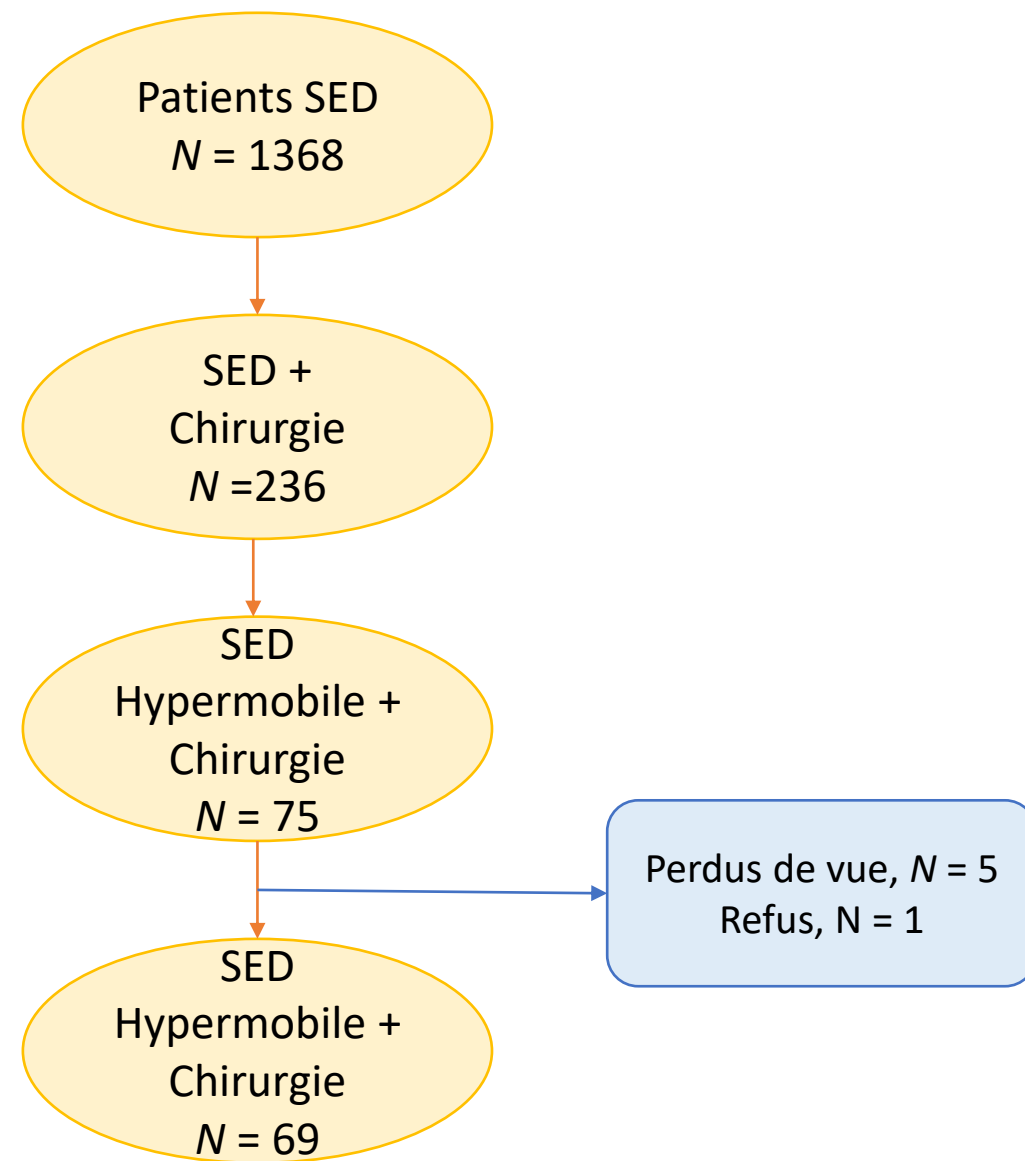 Patients SED
N = 1368
SED +
Chirurgie
N =236
SED
Hypermobile +
Chirurgie
N = 75
Perdus de vue, N = 5
Refus, N = 1
SED
Hypermobile +
Chirurgie
N = 69